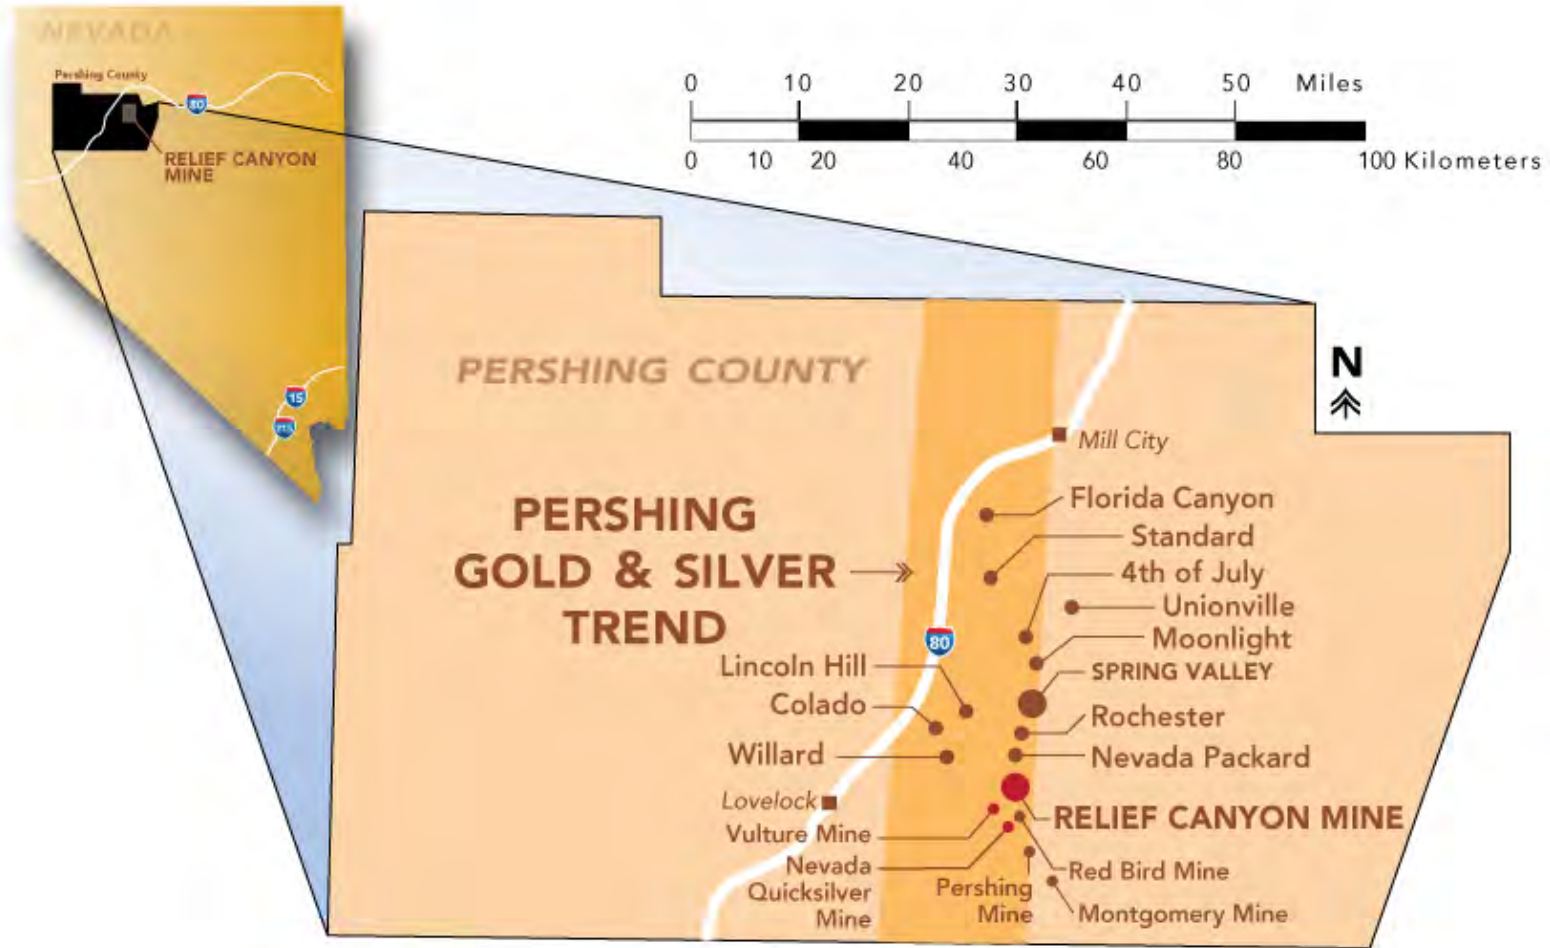 NEVADA
Pershing County
80
RELIEF CANYON
MINE
15
215
0 10 20 30 40 50 Miles
0 10 20 40 60 80 100 Kilometers
N
PERSHING COUNTY
Mill City
PERSHING
GOLD & SILVER
TREND
Florida Canyon
Standard
4th of July
Unionville
Moonlight
80
Lincoln Hill
SPRING VALLEY
Colado
Rochester
Willard
Nevada Packard
Lovelock
RELIEF CANYON MINE
Vulture Mine
Nevada
Quicksilver
Mine
Pershing
Mine
Red Bird Mine
Montgomery Mine